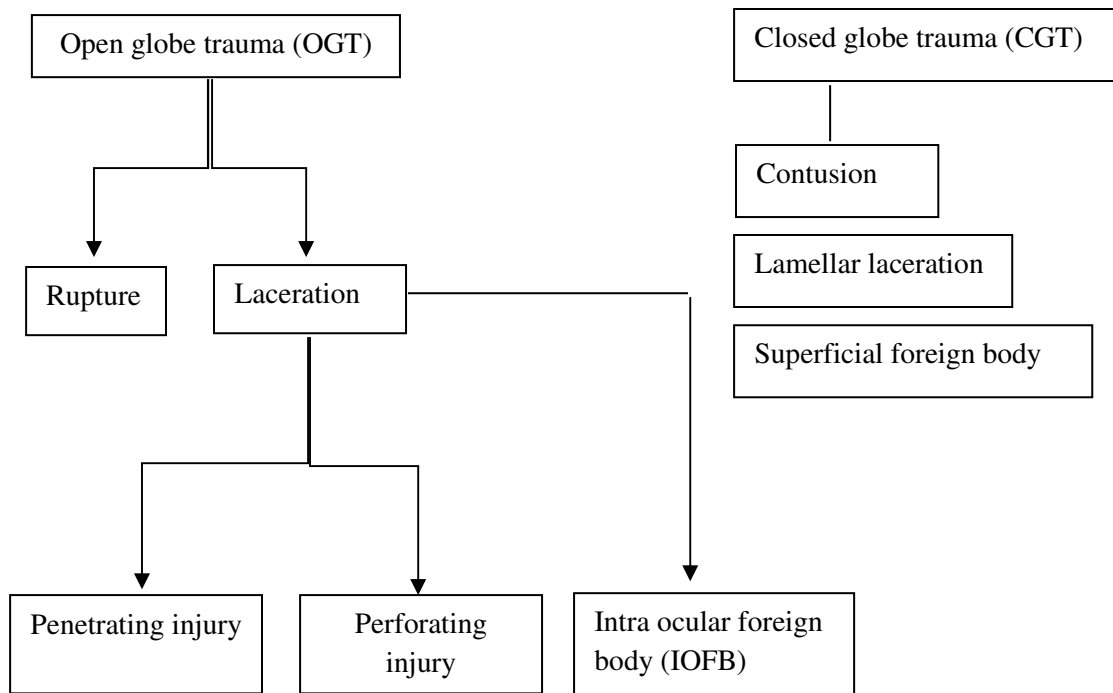 Open globe trauma (OGT)
Closed globe trauma (CGT)
Contusion
Lamellar laceration
Superficial foreign body
Rupture
Laceration
Penetrating injury
Perforating
injury
Intra ocular foreign
body (IOFB)